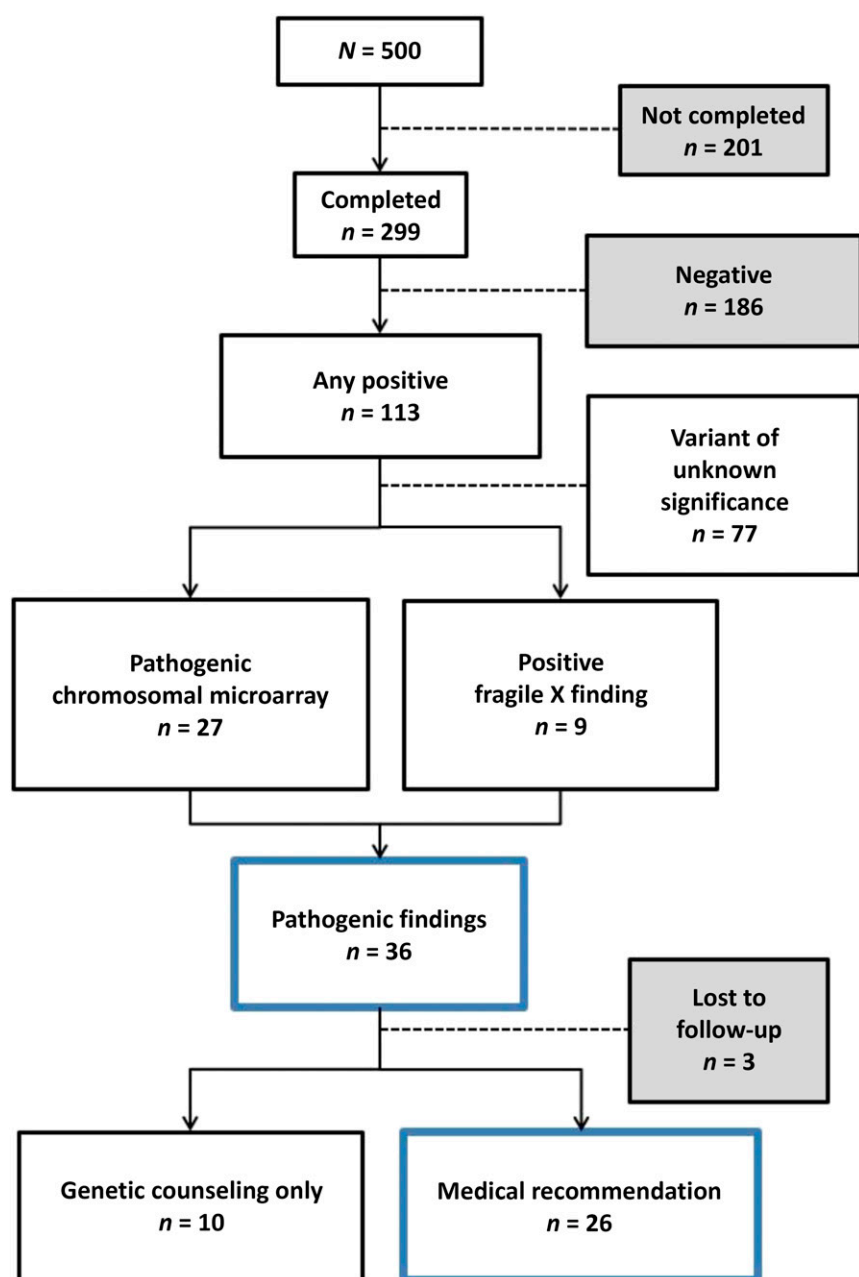 N = 500
Not completed
n = 201
Completed
n = 299
Negative
n = 186
Any positive
n = 113
Variant of
unknown
significance
n = 77
Pathogenic
chromosomal microarray
n = 27
Positive
fragile X finding
n = 9
Pathogenic findings
n = 36
Lost to
follow-up
n = 3
Genetic counseling only
n = 10
Medical recommendation
n = 26